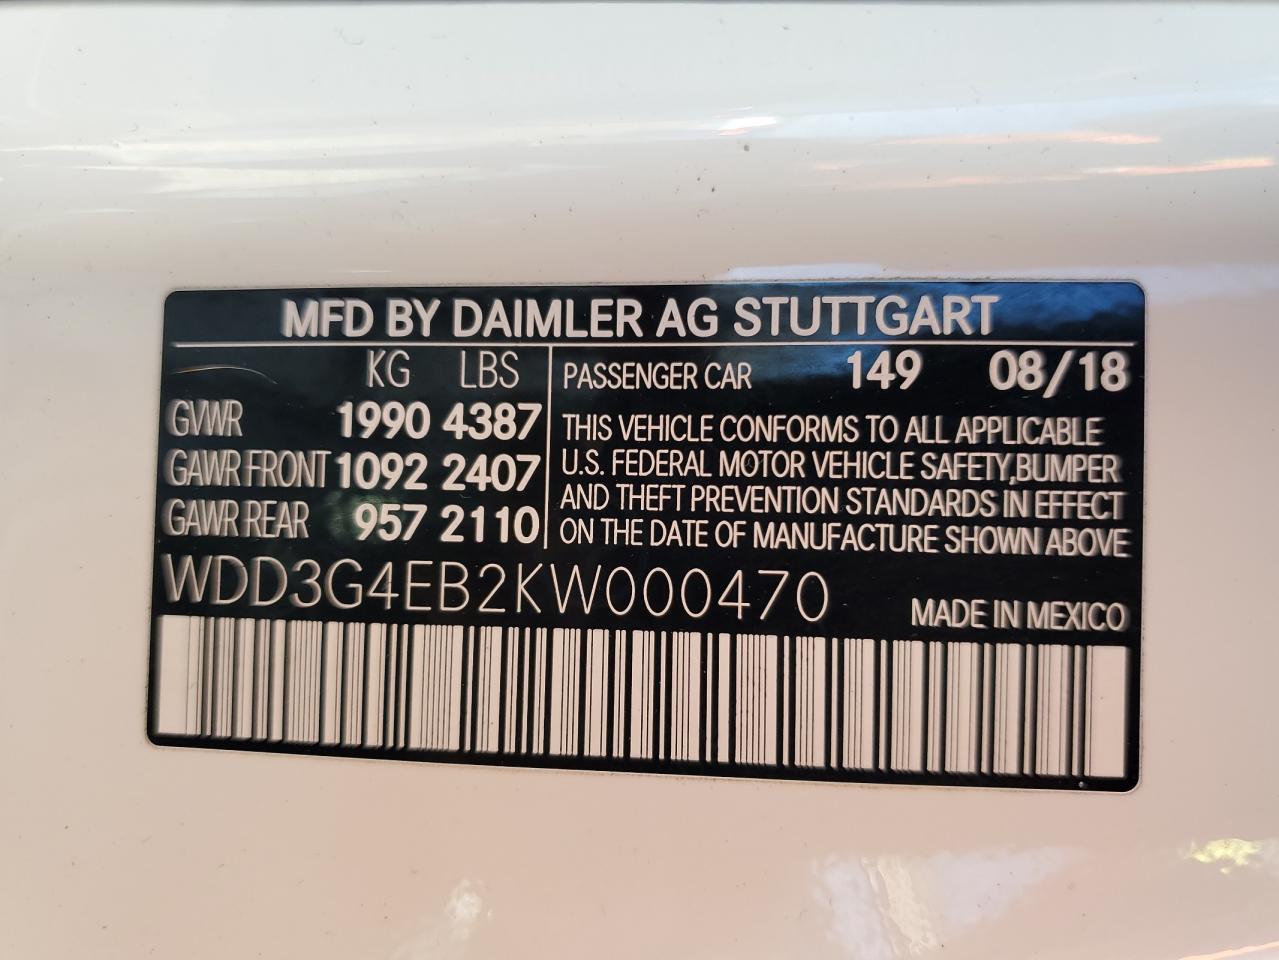 MFD BY DAIMLER AG STUTTGART
KG LBS
GVWR 1990 4387
GAWR FRONT 1092 2407
GAWR REAR 957 2110
PASSENGER CAR 149 08/18
THIS VEHICLE CONFORMS TO ALL APPLICABLE
U.S. FEDERAL MOTOR VEHICLE SAFETY,BUMPER
AND THEFT PREVENTION STANDARDS IN EFFECT
ON THE DATE OF MANUFACTURE SHOWN ABOVE
WDD3G4EB2KW000470
MADE IN MEXICO